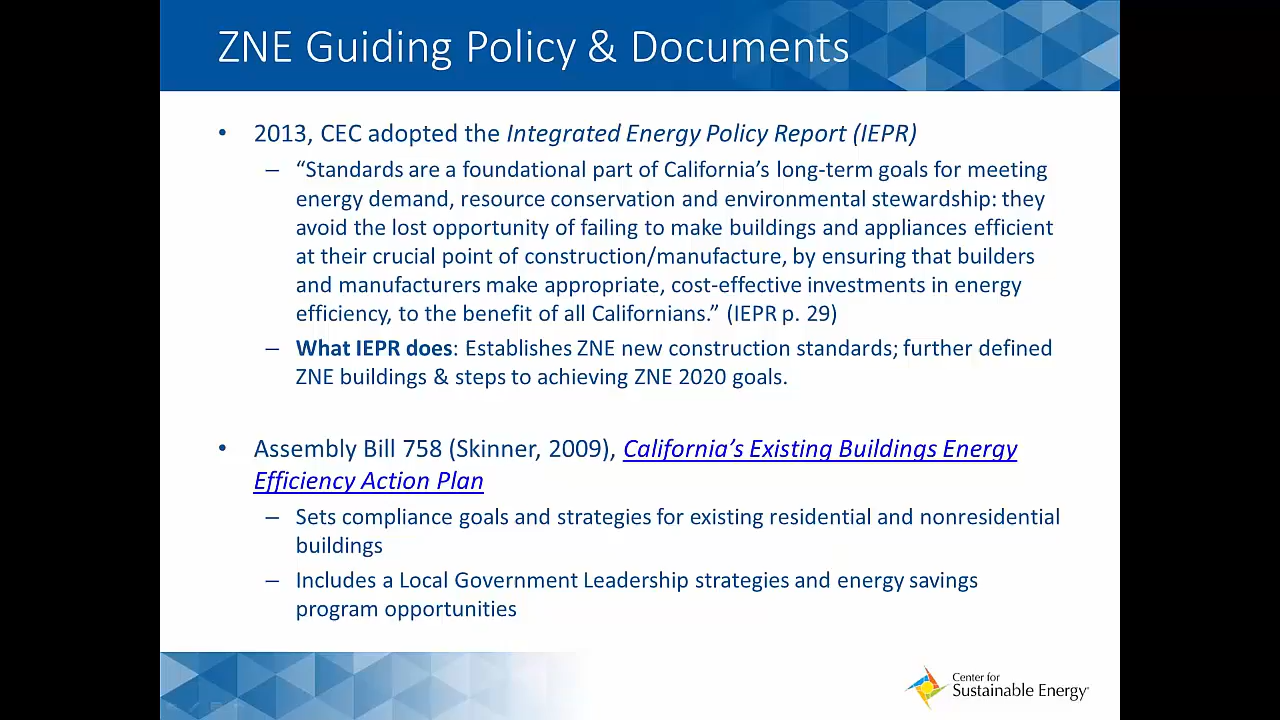 ZNE Guiding Policy & Documents
• 2013, CEC adopted the Integrated Energy Policy Report (IEPR)
– “Standards are a foundational part of California’s long-term goals for meeting
energy demand, resource conservation and environmental stewardship: they
avoid the lost opportunity of failing to make buildings and appliances efficient
at their crucial point of construction/manufacture, by ensuring that builders
and manufacturers make appropriate, cost-effective investments in energy
efficiency, to the benefit of all Californians.” (IEPR p. 29)
– What IEPR does: Establishes ZNE new construction standards; further defined
ZNE buildings & steps to achieving ZNE 2020 goals.
• Assembly Bill 758 (Skinner, 2009), California’s Existing Buildings Energy
Efficiency Action Plan
– Sets compliance goals and strategies for existing residential and nonresidential
buildings
– Includes a Local Government Leadership strategies and energy savings
program opportunities
Center for
Sustainable Energy